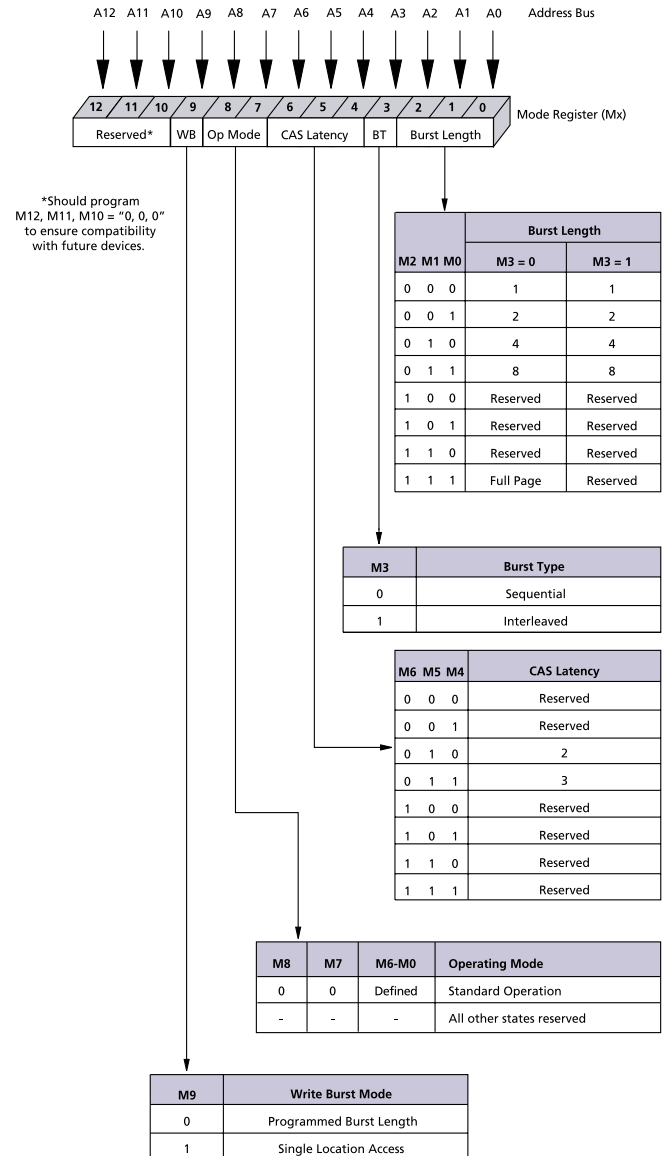 A12 A11 A10 A9 A8 A7 A6 A5 A4 A3 A2 A1 A0 Address Bus
12 11 10 9 8 7 6 5 4 3 2 1 0 Mode Register (Mx)
Reserved* WB Op Mode CAS Latency BT Burst Length
*Should program
M12, M11, M10 = “0, 0, 0”
to ensure compatibility
with future devices.
Burst Length
M2 M1 M0 M3 = 0 M3 = 1
0 0 0 1 1
0 0 1 2 2
0 1 0 4 4
0 1 1 8 8
1 0 0 Reserved Reserved
1 0 1 Reserved Reserved
1 1 0 Reserved Reserved
1 1 1 Full Page Reserved
M3 Burst Type
0 Sequential
1 Interleaved
M6 M5 M4 CAS Latency
0 0 0 Reserved
0 0 1 Reserved
0 1 0 2
0 1 1 3
1 0 0 Reserved
1 0 1 Reserved
1 1 0 Reserved
1 1 1 Reserved
M8 M7 M6-M0 Operating Mode
0 0 Defined Standard Operation
- - - All other states reserved
M9 Write Burst Mode
0 Programmed Burst Length
1 Single Location Access